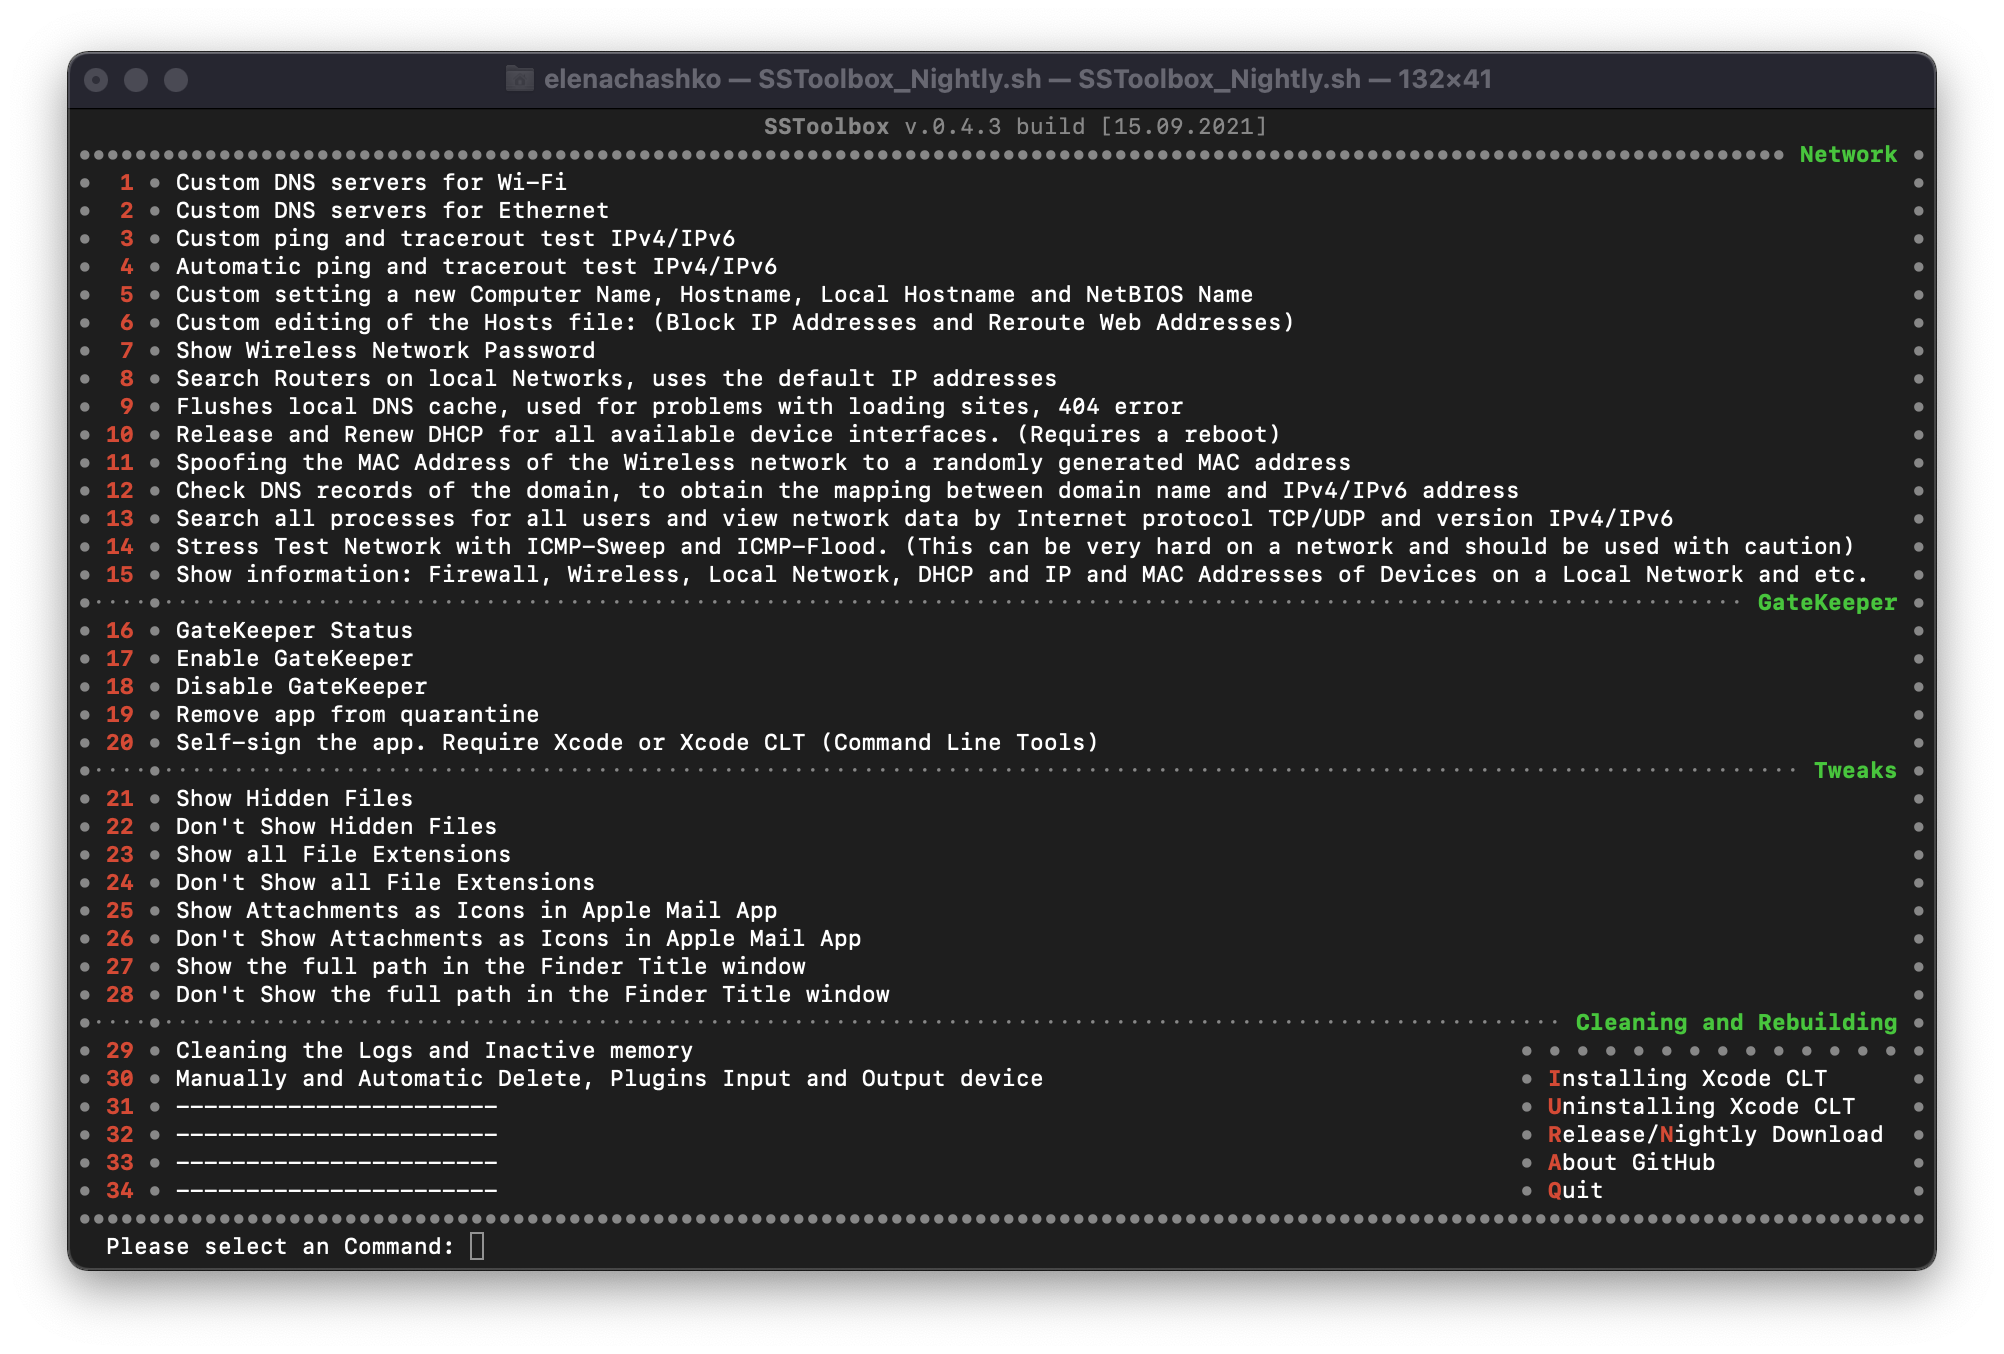 elenachashko — SSToolbox_Nightly.sh — SSToolbox_Nightly.sh — 132×41
SSToolbox v.0.4.3 build [15.09.2021]
Network
1 Custom DNS servers for Wi-Fi
2 Custom DNS servers for Ethernet
3 Custom ping and tracerout test IPv4/IPv6
4 Automatic ping and tracerout test IPv4/IPv6
5 Custom setting a new Computer Name, Hostname, Local Hostname and NetBIOS Name
6 Custom editing of the Hosts file: (Block IP Addresses and Reroute Web Addresses)
7 Show Wireless Network Password
8 Search Routers on local Networks, uses the default IP addresses
9 Flushes local DNS cache, used for problems with loading sites, 404 error
10 Release and Renew DHCP for all available device interfaces. (Requires a reboot)
11 Spoofing the MAC Address of the Wireless network to a randomly generated MAC address
12 Check DNS records of the domain, to obtain the mapping between domain name and IPv4/IPv6 address
13 Search all processes for all users and view network data by Internet protocol TCP/UDP and version IPv4/IPv6
14 Stress Test Network with ICMP-Sweep and ICMP-Flood. (This can be very hard on a network and should be used with caution)
15 Show information: Firewall, Wireless, Local Network, DHCP and IP and MAC Addresses of Devices on a Local Network and etc.
GateKeeper
16 GateKeeper Status
17 Enable GateKeeper
18 Disable GateKeeper
19 Remove app from quarantine
20 Self-sign the app. Require Xcode or Xcode CLT (Command Line Tools)
Tweaks
21 Show Hidden Files
22 Don't Show Hidden Files
23 Show all File Extensions
24 Don't Show all File Extensions
25 Show Attachments as Icons in Apple Mail App
26 Don't Show Attachments as Icons in Apple Mail App
27 Show the full path in the Finder Title window
28 Don't Show the full path in the Finder Title window
Cleaning and Rebuilding
29 Cleaning the Logs and Inactive memory
30 Manually and Automatic Delete, Plugins Input and Output device
31 -----------------------
32 -----------------------
33 -----------------------
34 -----------------------
Installing Xcode CLT
Uninstalling Xcode CLT
Release/Nightly Download
About GitHub
Quit
Please select an Command: